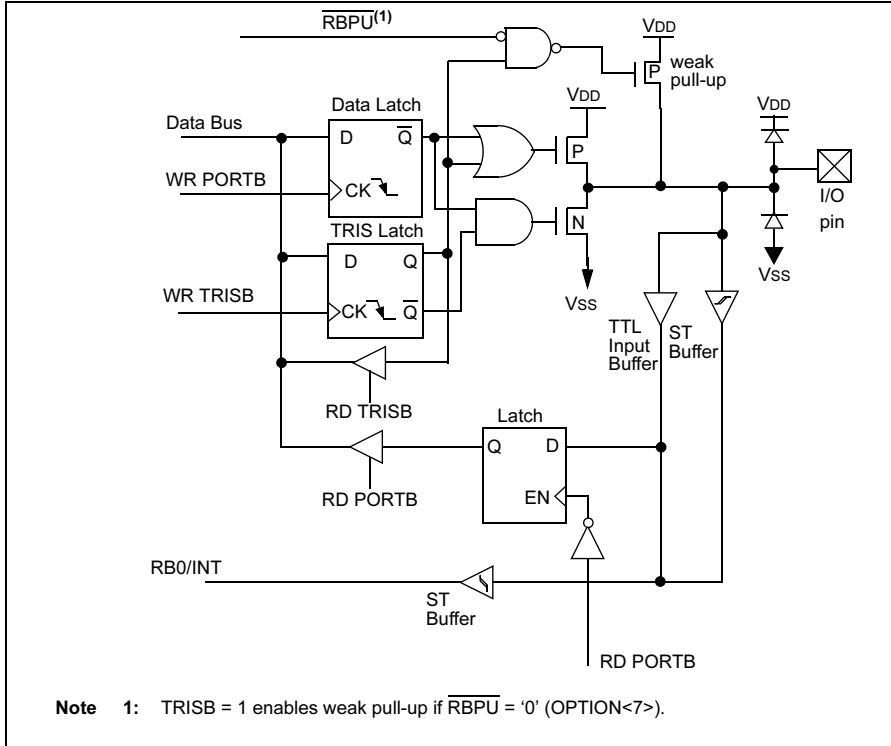 RBPU(1)
VDD
P
weak
pull-up
VDD
VDD
Data Latch
Data Bus
D
Q
P
WR PORTB
CK
I/O
pin
TRIS Latch
N
D
Q
VSS
WR TRISB
CK
Q
VSS
TTL
Input
Buffer
ST
Buffer
RD TRISB
Latch
Q
D
RD PORTB
EN
RB0/INT
ST
Buffer
RD PORTB
Note 1: TRISB = 1 enables weak pull-up if RBPU = ‘0’ (OPTION<7>).